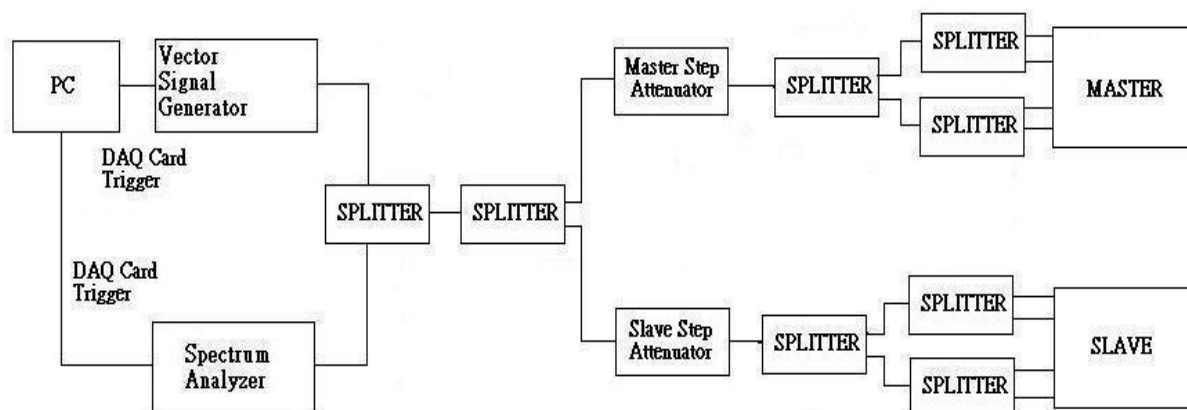 PC
Vector
Signal
Generator
DAQ Card
Trigger
DAQ Card
Trigger
Spectrum
Analyzer
SPLITTER
SPLITTER
Master Step
Attenuator
SPLITTER
SPLITTER
SPLITTER
MASTER
Slave Step
Attenuator
SPLITTER
SPLITTER
SPLITTER
SLAVE